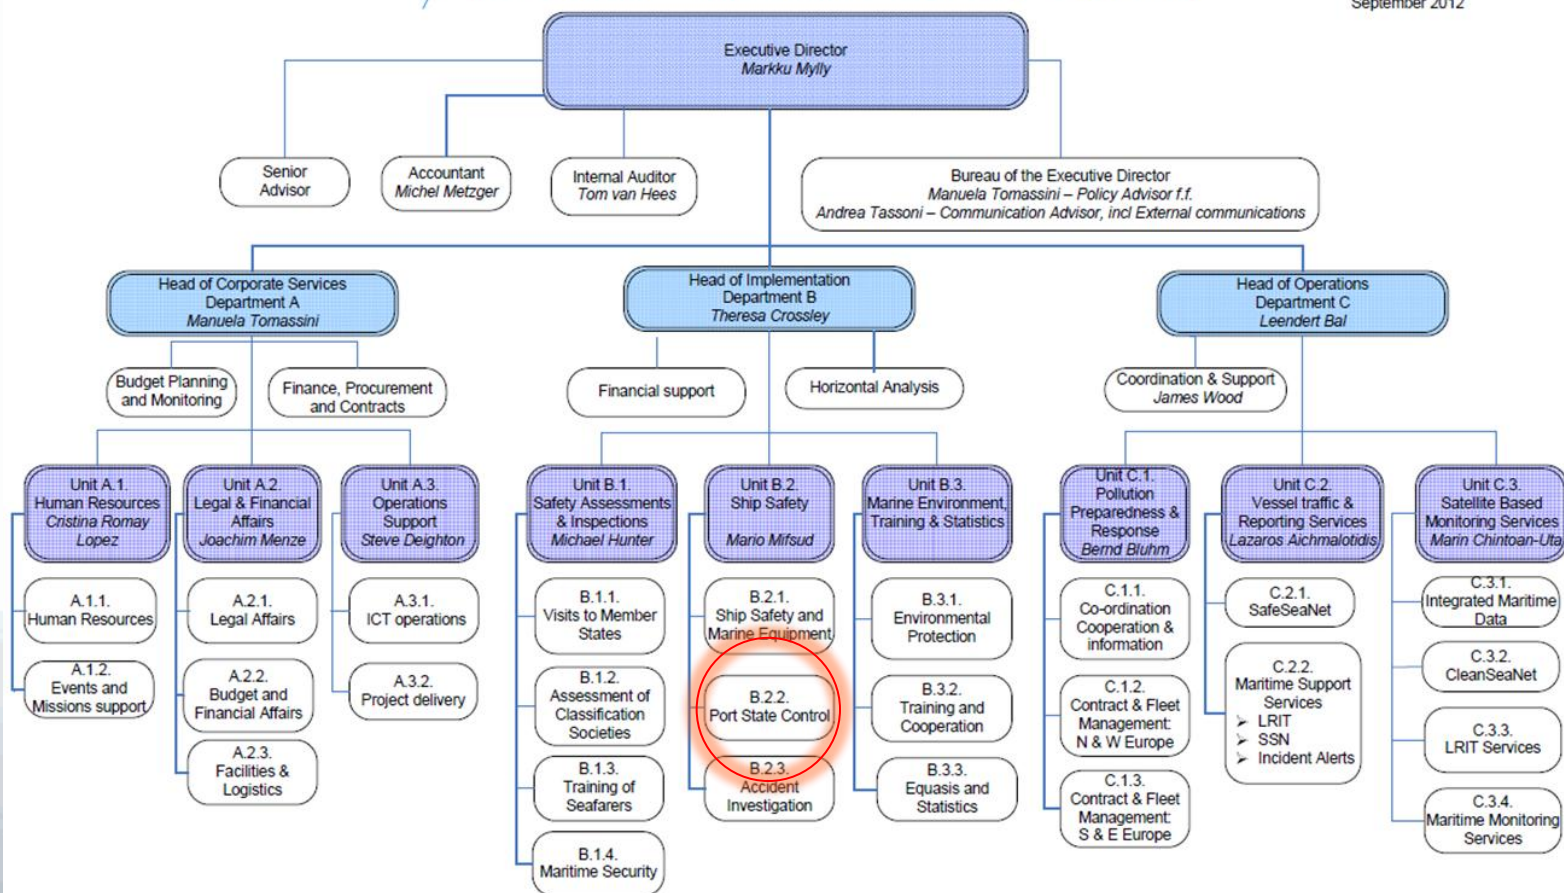 September 2012
Executive Director
Markku Mylly
Senior
Advisor
Accountant
Michel Metzger
Internal Auditor
Tom van Hees
Bureau of the Executive Director
Manuela Tomassini – Policy Advisor f.f.
Andrea Tassoni – Communication Advisor, incl External communications
Head of Corporate Services
Department A
Manuela Tomassini
Head of Implementation
Department B
Theresa Crossley
Head of Operations
Department C
Leendert Bal
Budget Planning
and Monitoring
Finance, Procurement
and Contracts
Financial support
Horizontal Analysis
Coordination & Support
James Wood
Unit A.1.
Human Resources
Cristina Romay
Lopez
A.1.1.
Human Resources
A.1.2.
Events and
Missions support
Unit A.2.
Legal & Financial
Affairs
Joachim Menze
A.2.1.
Legal Affairs
A.2.2.
Budget and
Financial Affairs
A.2.3.
Facilities &
Logistics
Unit A.3.
Operations
Support
Steve Deighton
A.3.1.
ICT operations
A.3.2.
Project delivery
Unit B.1.
Safety Assessments
& Inspections
Michael Hunter
B.1.1.
Visits to Member
States
B.1.2.
Assessment of
Classification
Societies
B.1.3.
Training of
Seafarers
B.1.4.
Maritime Security
Unit B.2.
Ship Safety
Mario Mifsud
B.2.1.
Ship Safety and
Marine Equipment
B.2.2.
Port State Control
B.2.3.
Accident
Investigation
Unit B.3.
Marine Environment,
Training & Statistics
B.3.1.
Environmental
Protection
B.3.2.
Training and
Cooperation
B.3.3.
Equasis and
Statistics
Unit C.1.
Pollution
Preparedness &
Response
Bernd Bluhm
C.1.1.
Co-ordination
Cooperation &
information
C.1.2.
Contract & Fleet
Management:
N & W Europe
C.1.3.
Contract & Fleet
Management:
S & E Europe
Unit C.2.
Vessel traffic &
Reporting Services
Lazaros Aichmalotidis
C.2.1.
SafeSeaNet
C.2.2.
Maritime Support
Services
➢ LRIT
➢ SSN
➢ Incident Alerts
Unit C.3.
Satellite Based
Monitoring Services
Marin Chintoan-Uta
C.3.1.
Integrated Maritime
Data
C.3.2.
CleanSeaNet
C.3.3.
LRIT Services
C.3.4.
Maritime Monitoring
Services